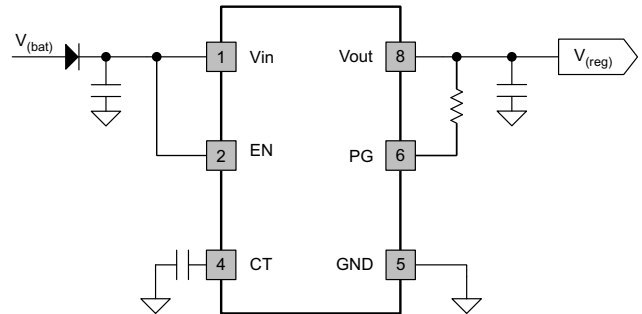 V(bat)
1 Vin Vout 8
V(reg)
2 EN PG 6
4 CT GND 5